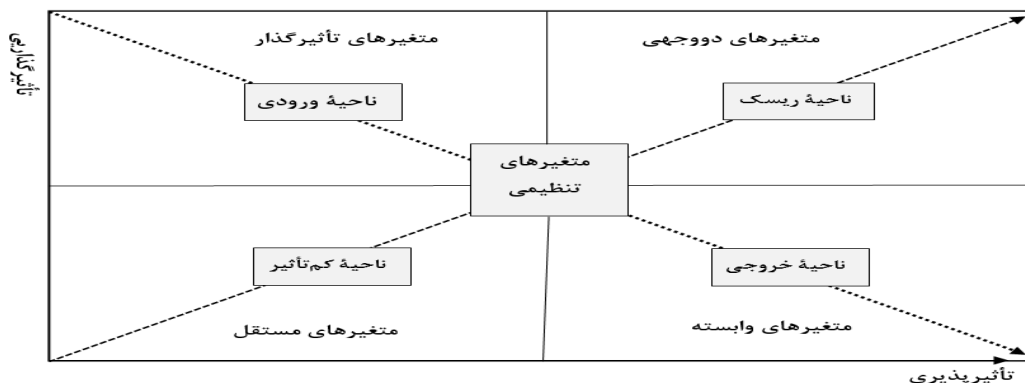 متغیرهای دووجهی
متغیرهای تأثیرگذار
تأثیرگذاریی
ناحیهٔ ریسک
ناحیهٔ ورودی
متغیرهای
تنظیمی
ناحیهٔ خروجی
ناحیهٔ کم‌تأثیر
متغیرهای وابسته
متغیرهای مستقل
تأثیرپذیری